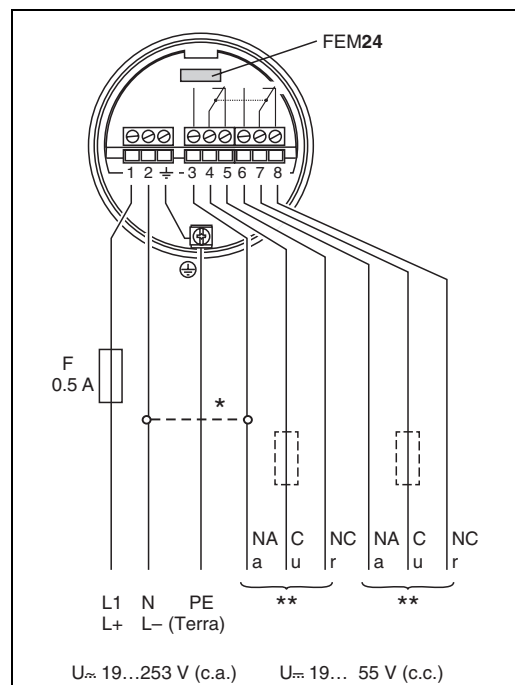 FEM24
1 2 3 4 5 6 7 8
F
0.5 A
*
NA C NC NA C NC
a u r a u r
L1 N PE ** **
L+ L– (Terra)
U≂ 19...253 V (c.a.) U⎓ 19... 55 V (c.c.)